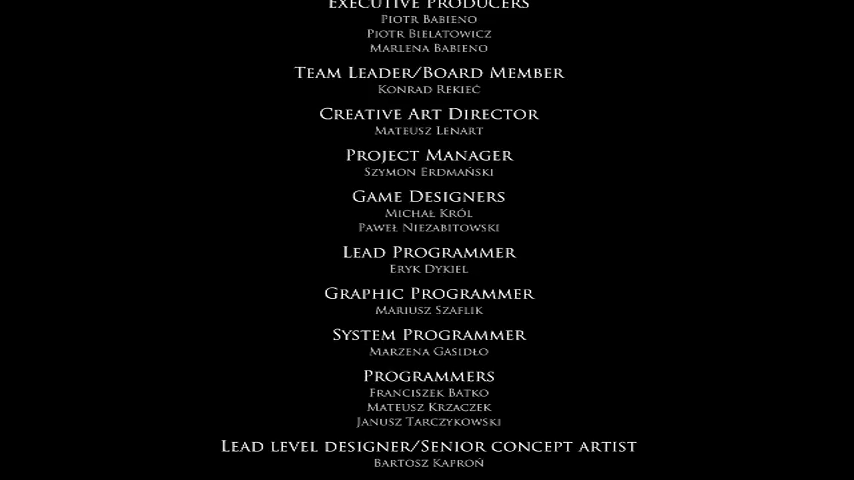 Executive Producers
Piotr Babieno
Piotr Bielatowicz
Marlena Babieno
Team Leader/Board Member
Konrad Rekieć
Creative Art Director
Mateusz Lenart
Project Manager
Szymon Erdmański
Game Designers
Michał Król
Paweł Niezabitowski
Lead Programmer
Eryk Dykiel
Graphic Programmer
Mariusz Szaflik
System Programmer
Marzena Gasidło
Programmers
Franciszek Batko
Mateusz Krzaczek
Janusz Tarczykowski
Lead level designer/Senior concept artist
Bartosz Kaproń